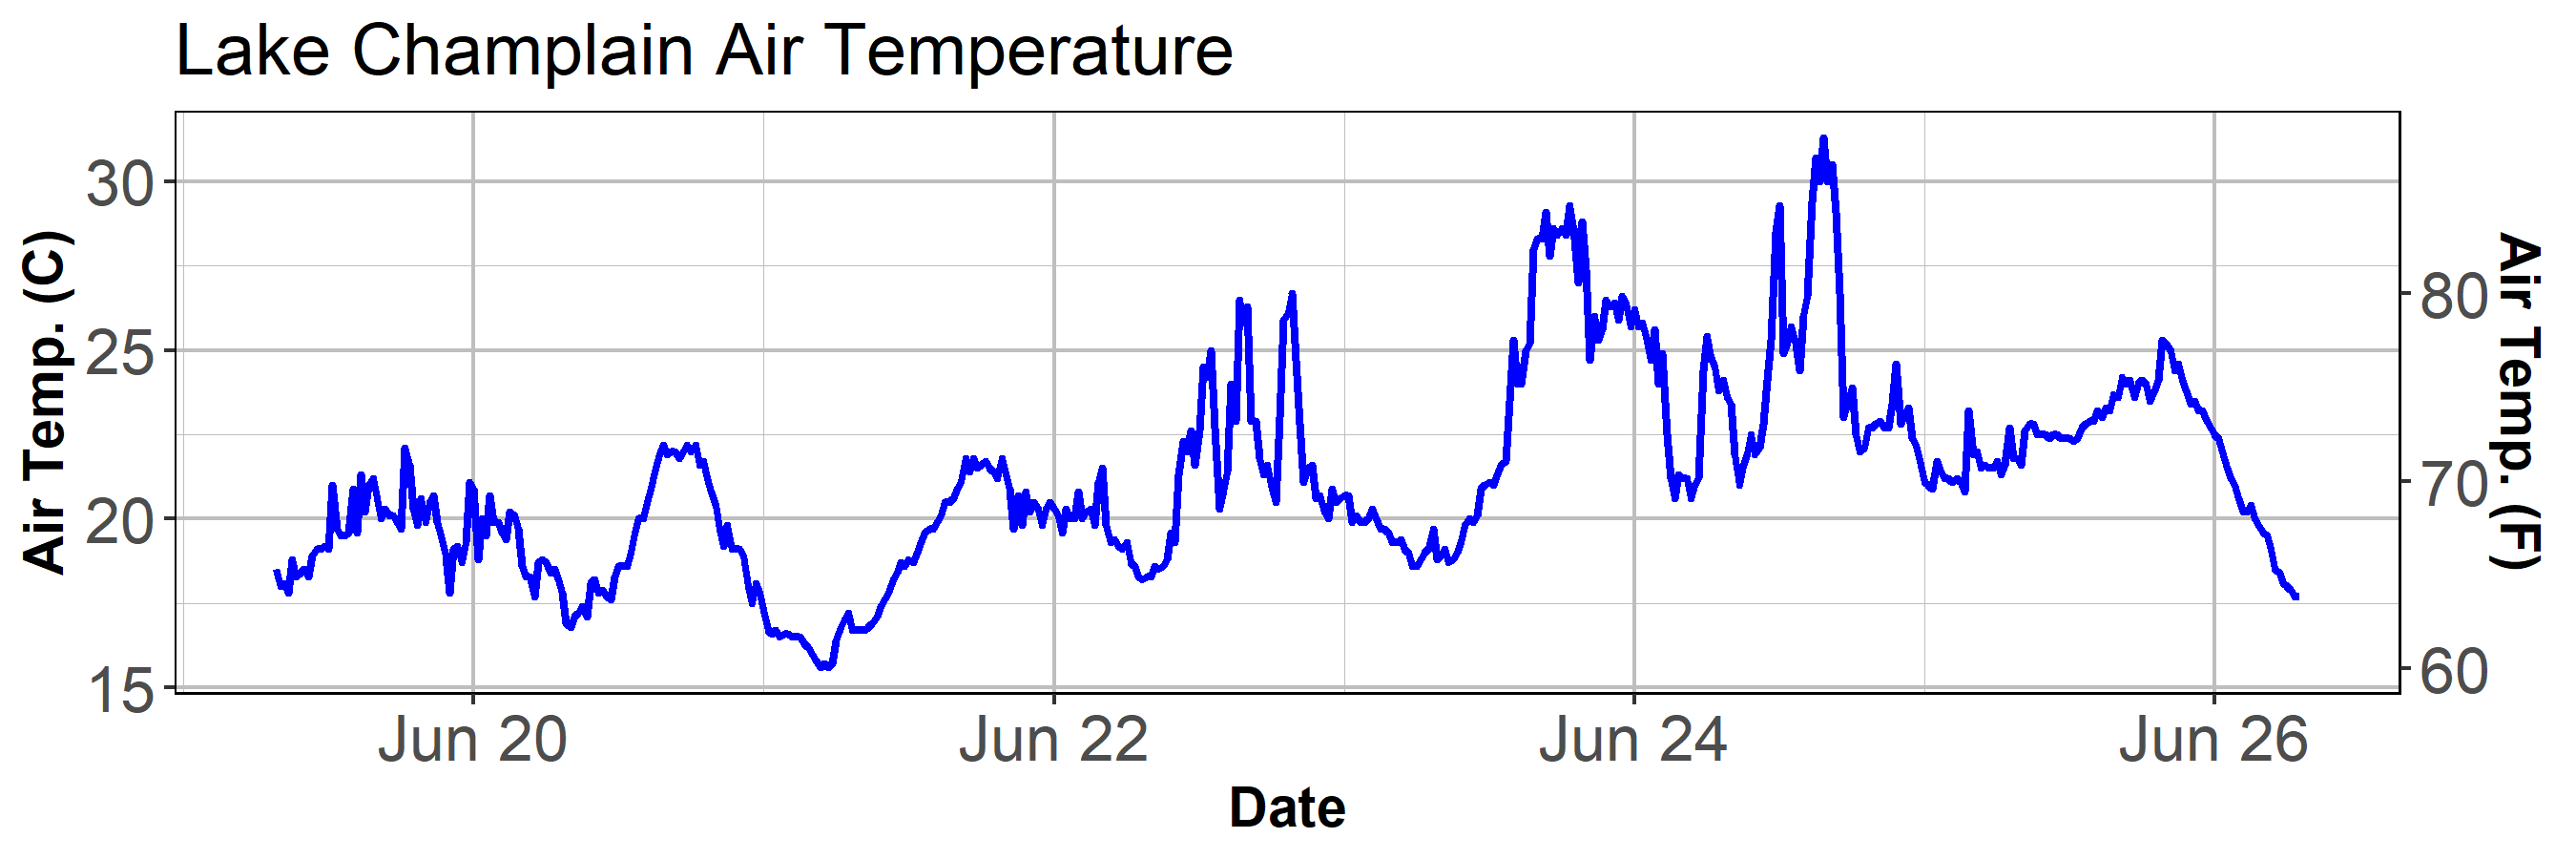 Lake Champlain Air Temperature
Air Temp. (C)
30
25
20
15
80
70
60
Air Temp. (F)
Jun 20
Jun 22
Jun 24
Jun 26
Date